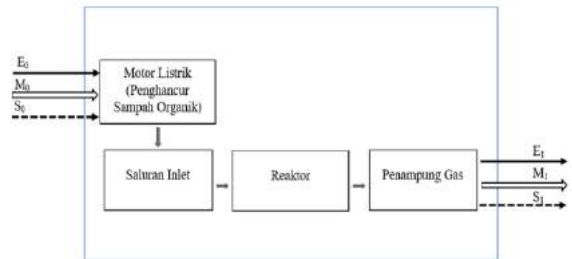 E₀
M₀
S₀
Motor Listrik
(Penghancur
Sampah Organik)
Saluran Inlet
Reaktor
Penampung Gas
E₁
M₁
S₁